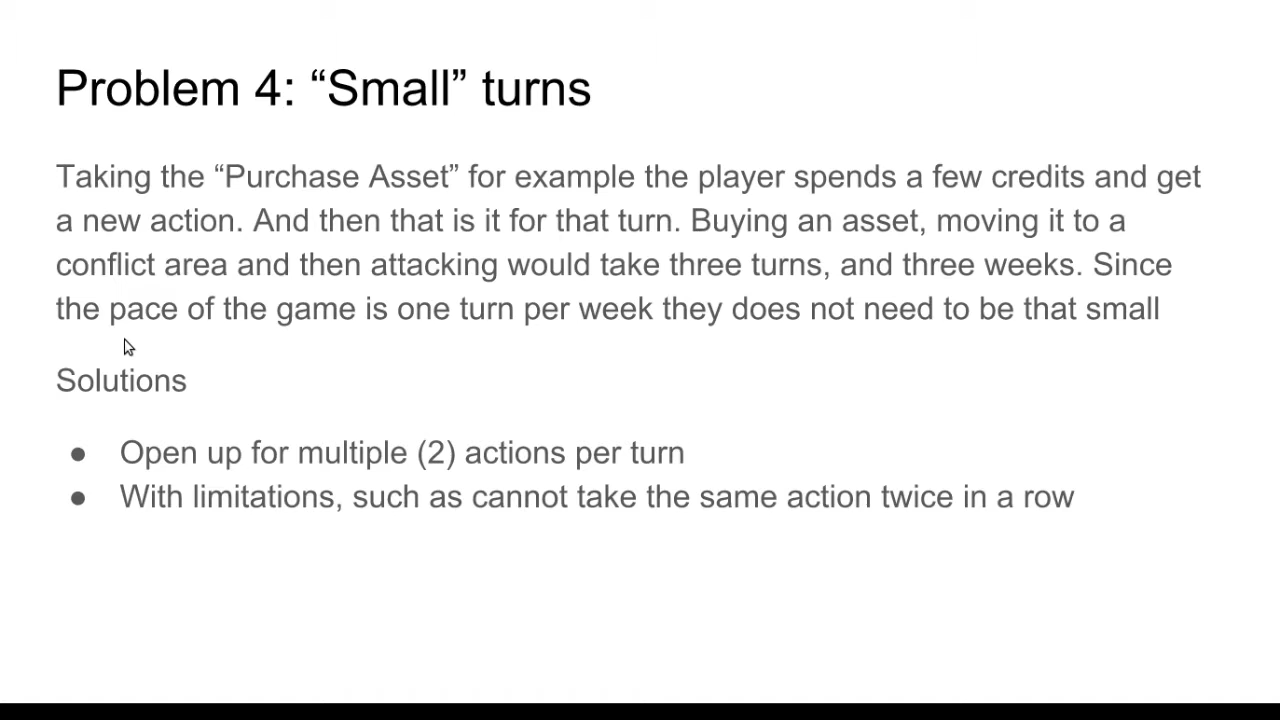 Problem 4: “Small” turns
Taking the “Purchase Asset” for example the player spends a few credits and get
a new action. And then that is it for that turn. Buying an asset, moving it to a
conflict area and then attacking would take three turns, and three weeks. Since
the pace of the game is one turn per week they does not need to be that small
Solutions
● Open up for multiple (2) actions per turn
● With limitations, such as cannot take the same action twice in a row